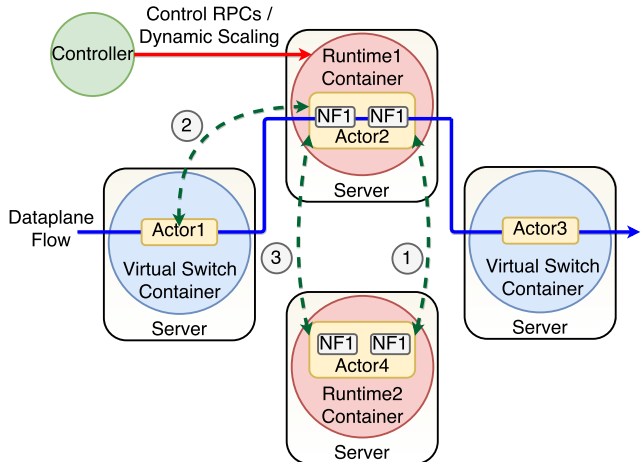 Control RPCs /
Dynamic Scaling
Controller
Runtime1
Container
NF1 NF1
Actor2
Server
2
Dataplane
Flow
Actor1
Virtual Switch
Container
Server
3
1
Actor3
Virtual Switch
Container
Server
NF1 NF1
Actor4
Runtime2
Container
Server